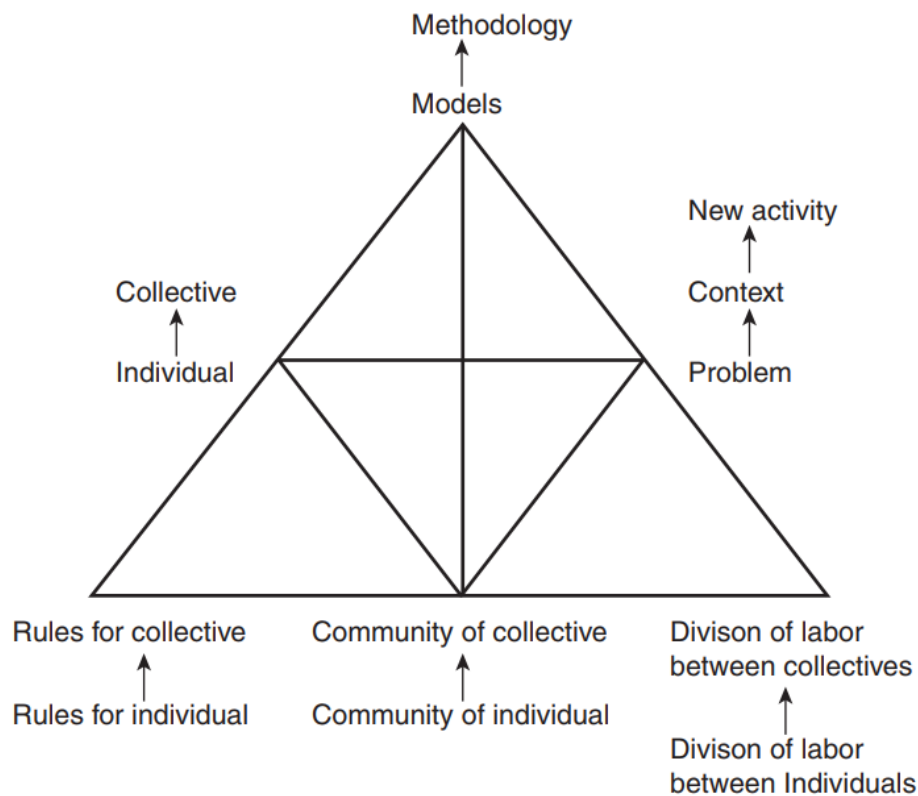 Methodology
Models
New activity
Collective
Context
Individual
Problem
Rules for collective
Community of collective
Divison of labor
between collectives
Rules for individual
Community of individual
Divison of labor
between Individuals